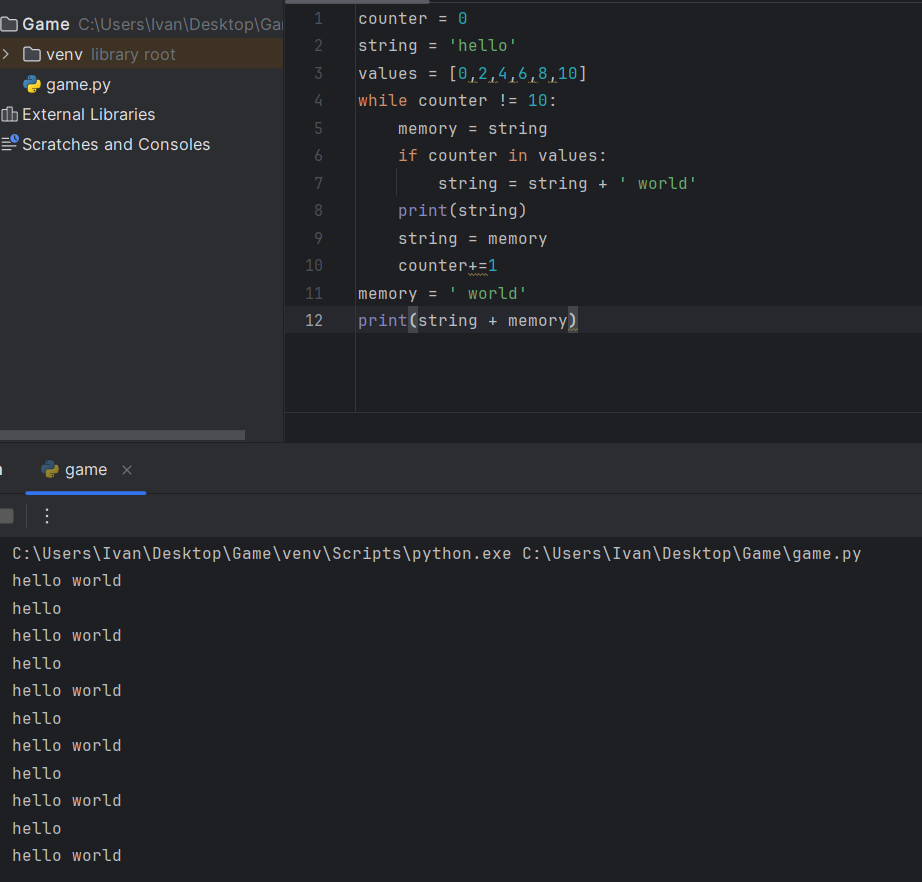 Game C:\Users\Ivan\Desktop\Ga
venv library root
game.py
External Libraries
Scratches and Consoles
1 counter = 0
2 string = 'hello'
3 values = [0,2,4,6,8,10]
4 while counter != 10:
5     memory = string
6     if counter in values:
7         string = string + ' world'
8     print(string)
9     string = memory
10     counter+=1
11 memory = ' world'
12 print(string + memory)
game
C:\Users\Ivan\Desktop\Game\venv\Scripts\python.exe C:\Users\Ivan\Desktop\Game\game.py
hello world
hello
hello world
hello
hello world
hello
hello world
hello
hello world
hello
hello world